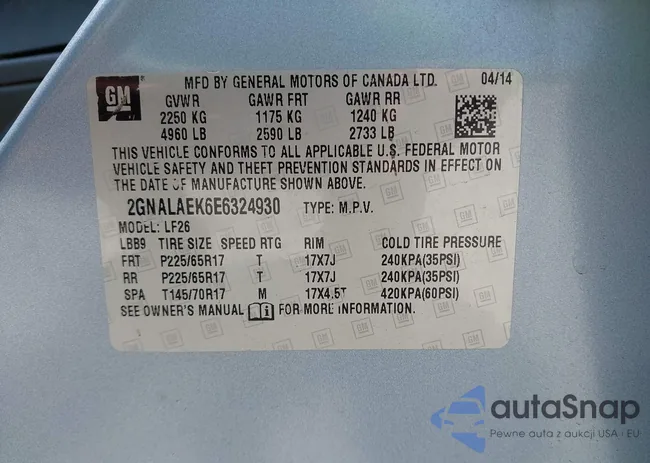 GM
MFD BY GENERAL MOTORS OF CANADA LTD. 04/14
GVWR GAWR FRT GAWR RR
2250 KG 1175 KG 1240 KG
4960 LB 2590 LB 2733 LB
THIS VEHICLE CONFORMS TO ALL APPLICABLE U.S. FEDERAL MOTOR
VEHICLE SAFETY AND THEFT PREVENTION STANDARDS IN EFFECT ON
THE DATE OF MANUFACTURE SHOWN ABOVE.
2GNALAEK6E6324930 TYPE: M.P.V.
MODEL: LF26
LBB9 TIRE SIZE SPEED RTG RIM COLD TIRE PRESSURE
FRT P225/65R17 T 17X7J 240KPA(35PSI)
RR P225/65R17 T 17X7J 240KPA(35PSI)
SPA T145/70R17 M 17X4.5T 420KPA(60PSI)
SEE OWNER'S MANUAL FOR MORE INFORMATION.
autoSnap
Pewne auta z aukcji USA - EU